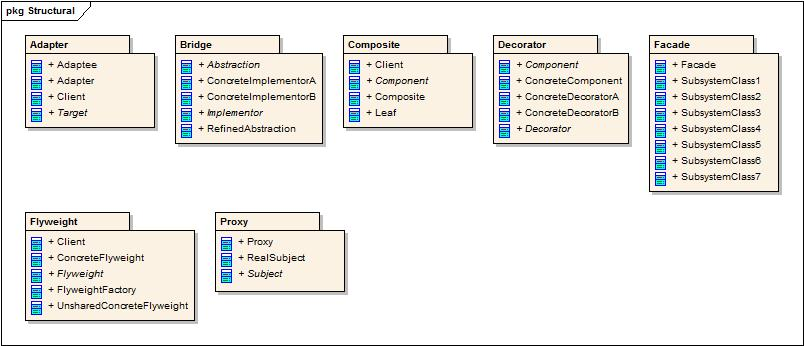 pkg Structural
Adapter
+ Adaptee
+ Adapter
+ Client
+ Target
Bridge
+ Abstraction
+ ConcreteImplementorA
+ ConcreteImplementorB
+ Implementor
+ RefinedAbstraction
Composite
+ Client
+ Component
+ Composite
+ Leaf
Decorator
+ Component
+ ConcreteComponent
+ ConcreteDecoratorA
+ ConcreteDecoratorB
+ Decorator
Facade
+ Facade
+ SubsystemClass1
+ SubsystemClass2
+ SubsystemClass3
+ SubsystemClass4
+ SubsystemClass5
+ SubsystemClass6
+ SubsystemClass7
Flyweight
+ Client
+ ConcreteFlyweight
+ Flyweight
+ FlyweightFactory
+ UnsharedConcreteFlyweight
Proxy
+ Proxy
+ RealSubject
+ Subject